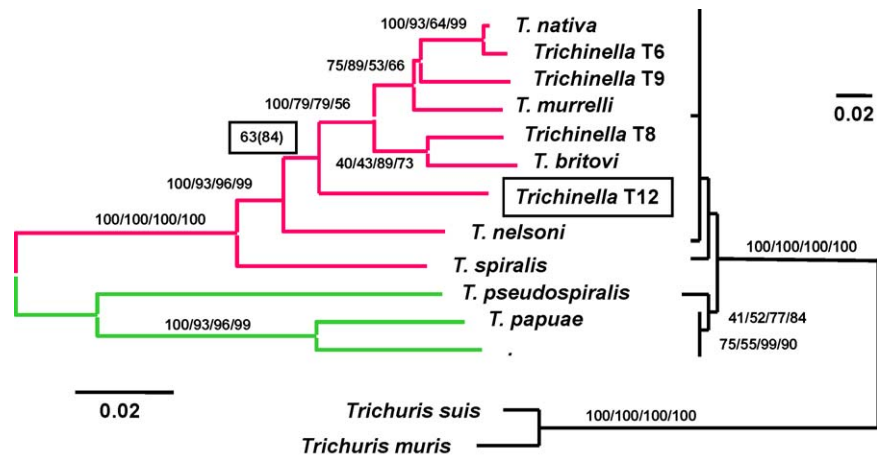 100/93/64/99
T. nativa
Trichinella T6
75/89/53/66
Trichinella T9
0.02
100/79/79/56
T. murrelli
63(84)
Trichinella T8
40/43/89/73
T. britovi
100/93/96/99
Trichinella T12
100/100/100/100
T. nelsoni
100/100/100/100
T. spiralis
T. pseudospiralis
41/52/77/84
100/93/96/99
T. papuae
75/55/99/90
.
0.02
Trichuris suis
100/100/100/100
Trichuris muris